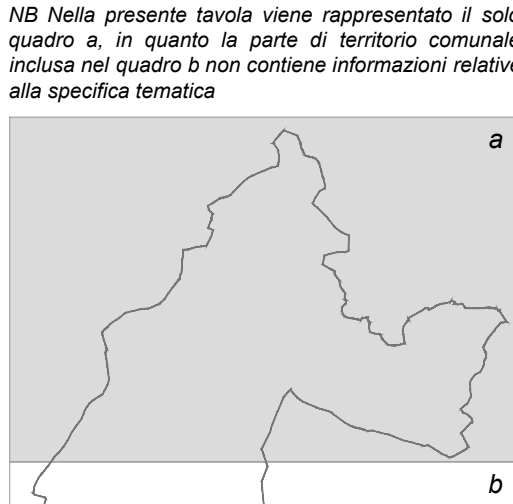 NB Nella presente tavola viene rappresentato il solo
quadro a, in quanto la parte di territorio comunale
inclusa nel quadro b non contiene informazioni relative
alla specifica tematica
a
b